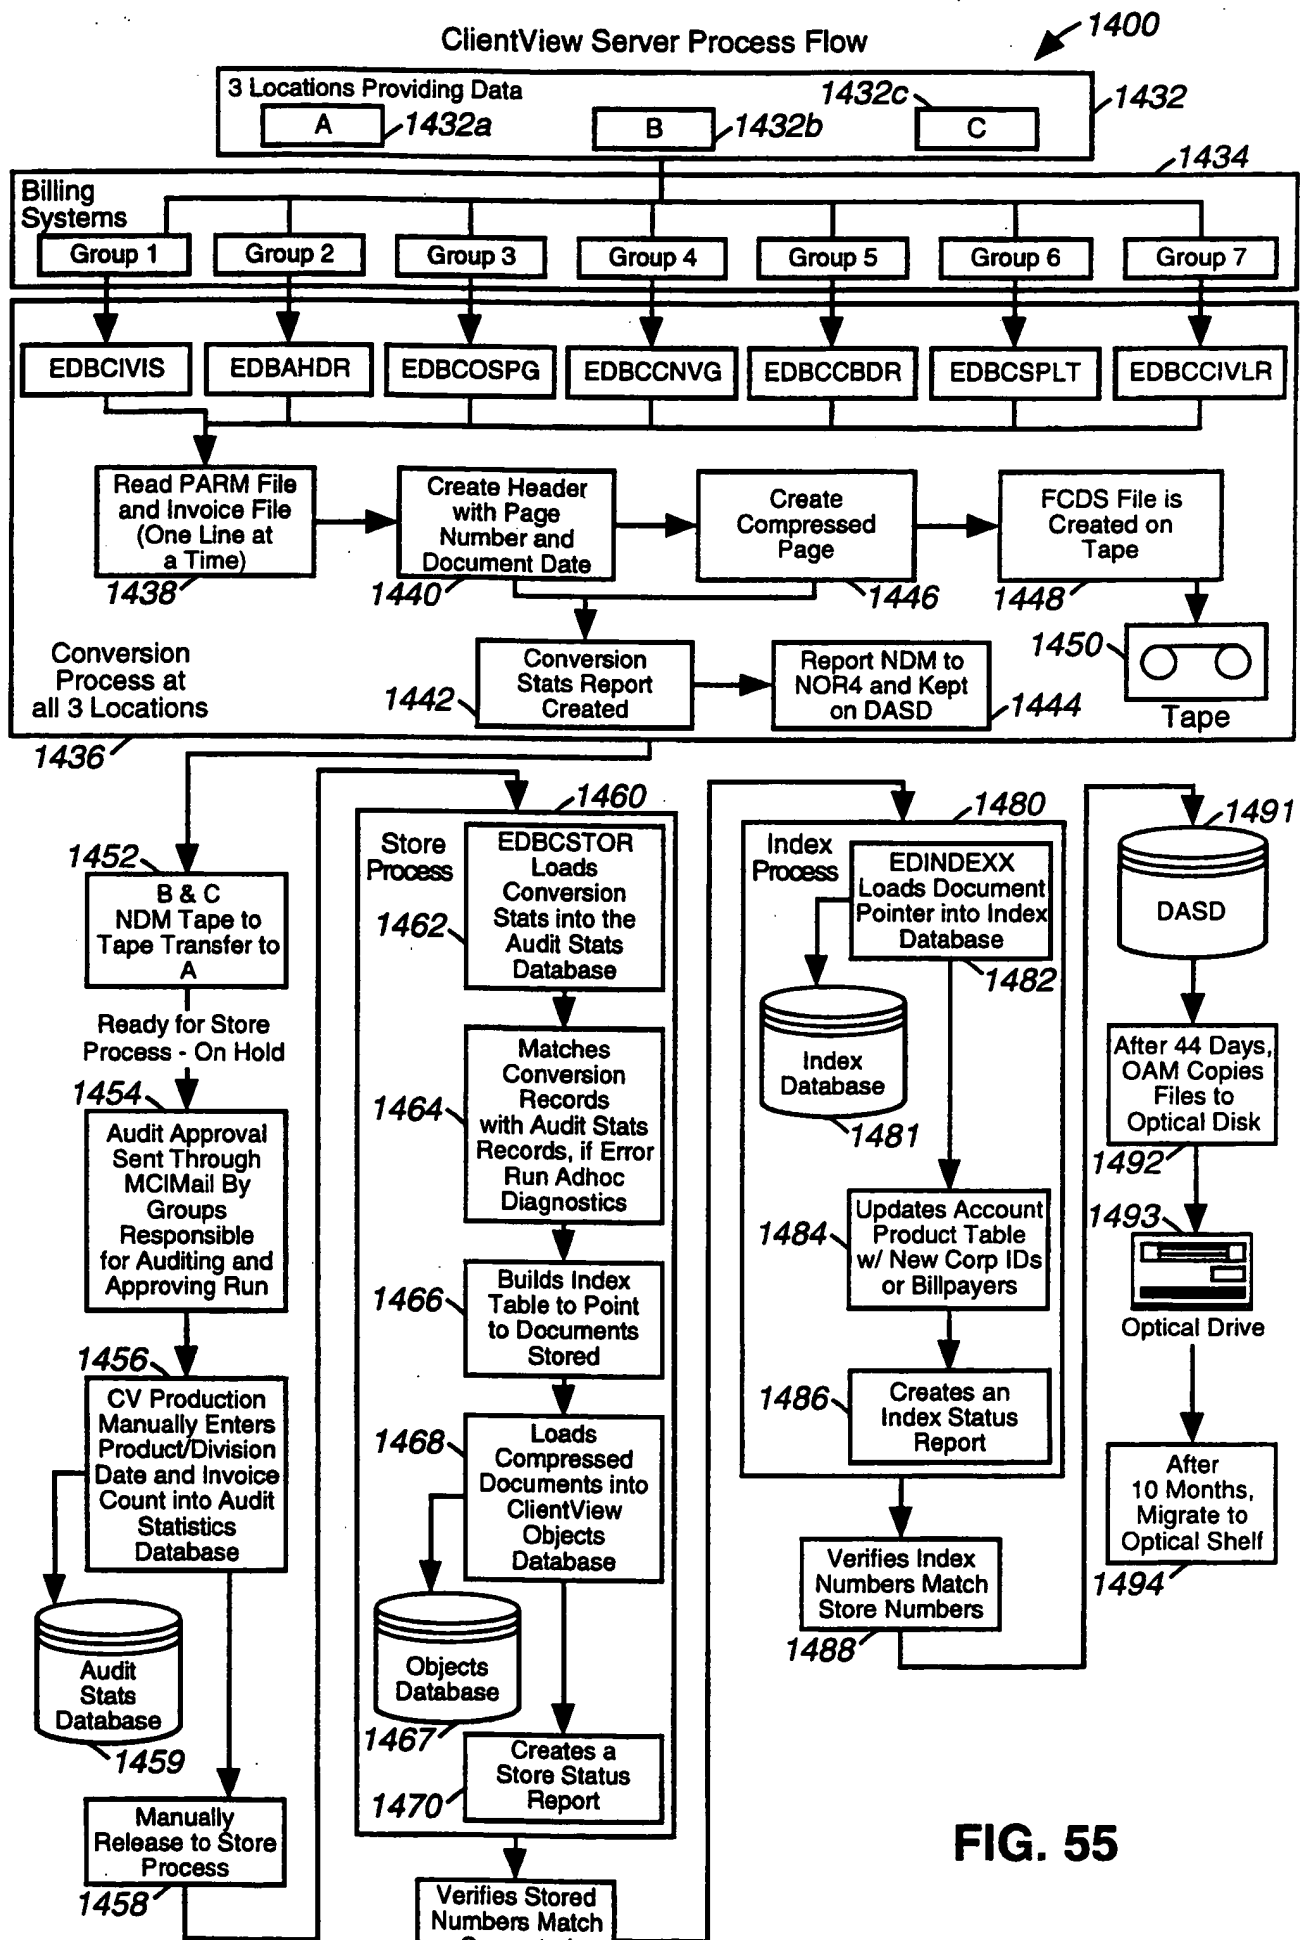 ClientView Server Process Flow
1400
3 Locations Providing Data
A
1432a
B
1432b
1432c
C
1432
1434
Billing
Systems
Group 1
Group 2
Group 3
Group 4
Group 5
Group 6
Group 7
EDBCIVIS
EDBAHDR
EDBCOSPG
EDBCCNVG
EDBCCBDR
EDBCSPLT
EDBCCIVLR
Read PARM File
and Invoice File
(One Line at
a Time)
1438
Create Header
with Page
Number and
Document Date
1440
Create
Compressed
Page
1446
FCDS File is
Created on
Tape
1448
1450
Tape
Conversion
Stats Report
Created
1442
Report NDM to
NOR4 and Kept
on DASD
1444
Conversion
Process at
all 3 Locations
1436
1452
B & C
NDM Tape to
Tape Transfer to
A
Ready for Store
Process - On Hold
1454
Audit Approval
Sent Through
MCIMail By
Groups
Responsible
for Auditing and
Approving Run
1456
CV Production
Manually Enters
Product/Division
Date and Invoice
Count into Audit
Statistics
Database
Audit
Stats
Database
1459
Manually
Release to Store
Process
1458
1460
Store
Process
EDBCSTOR
Loads
Conversion
Stats into the
Audit Stats
Database
1462
Matches
Conversion
Records
with Audit Stats
Records, if Error
Run Adhoc
Diagnostics
1464
Builds Index
Table to Point
to Documents
Stored
1466
Loads
Compressed
Documents into
ClientView
Objects
Database
1468
Objects
Database
1467
Creates a
Store Status
Report
1470
Verifies Stored
Numbers Match
1480
Index
Process
EDINDEXX
Loads Document
Pointer into Index
Database
1482
Index
Database
1481
Updates Account
Product Table
w/ New Corp IDs
or Billpayers
1484
Creates an
Index Status
Report
1486
Verifies Index
Numbers Match
Store Numbers
1488
1491
DASD
After 44 Days,
OAM Copies
Files to
Optical Disk
1492
1493
Optical Drive
After
10 Months,
Migrate to
Optical Shelf
1494
FIG. 55